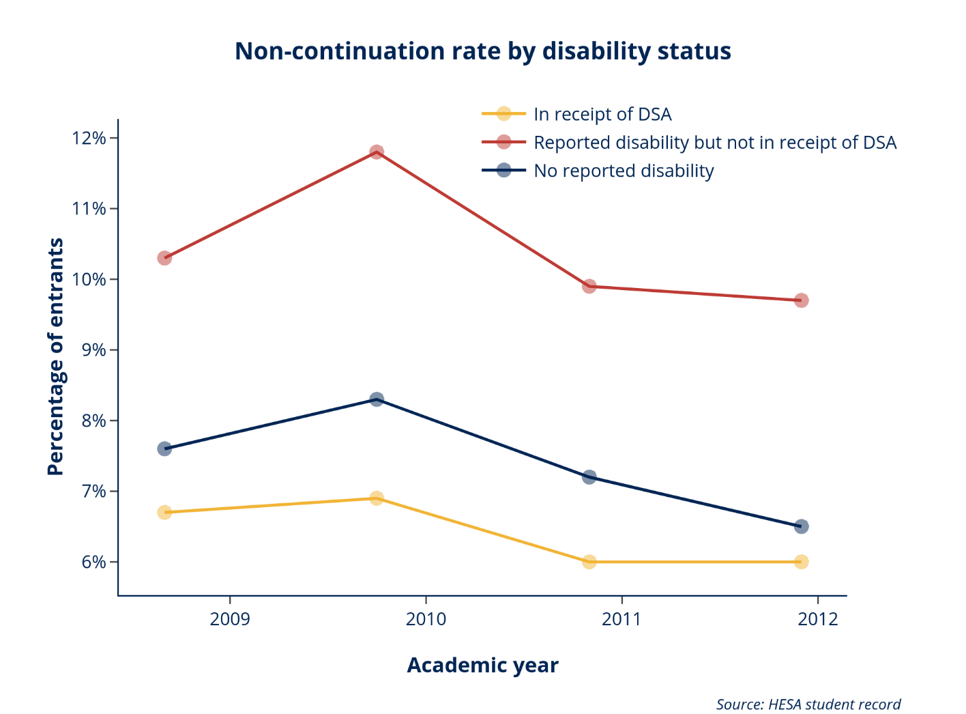 Non-continuation rate by disability status
In receipt of DSA
Reported disability but not in receipt of DSA
No reported disability
Percentage of entrants
12%
11%
10%
9%
8%
7%
6%
2009 2010 2011 2012
Academic year
Source: HESA student record